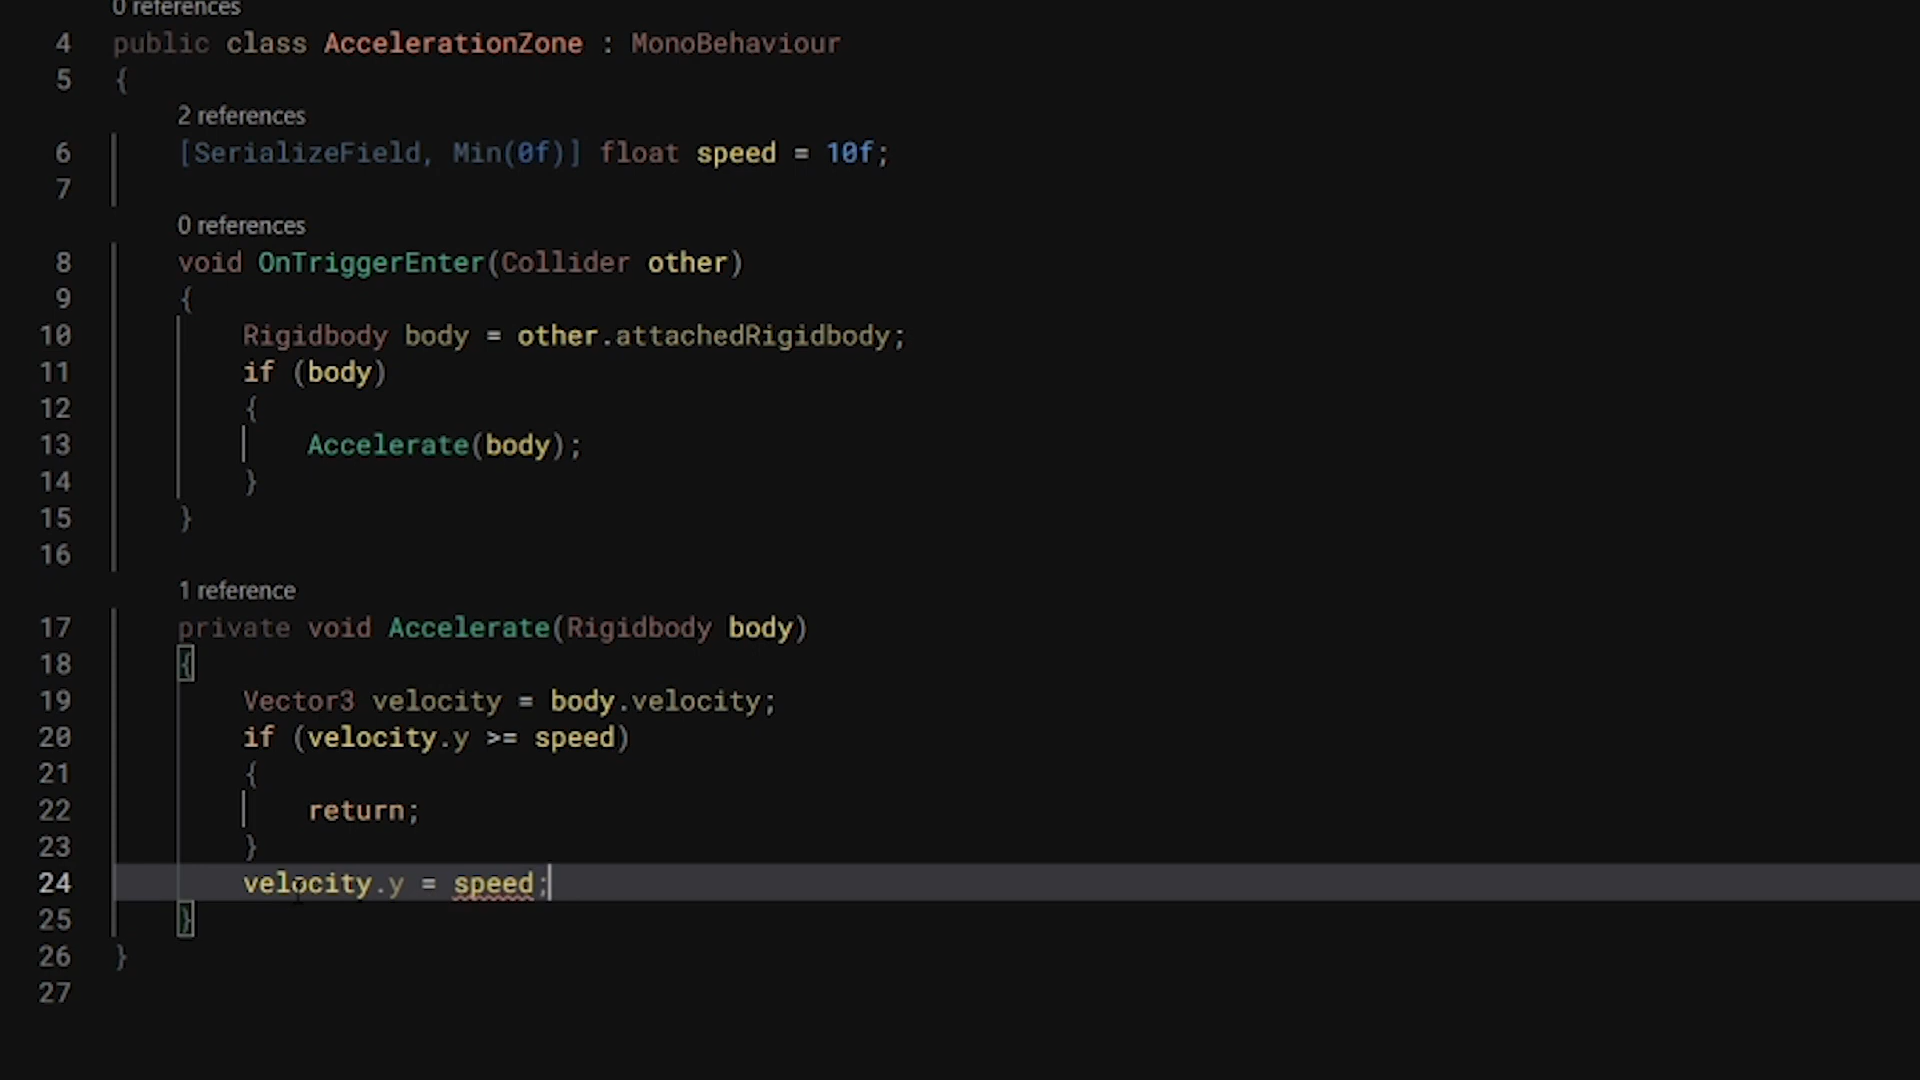 0 references
4 public class AccelerationZone : MonoBehaviour
5 {
2 references
6 [SerializeField, Min(0f)] float speed = 10f;
7
0 references
8 void OnTriggerEnter(Collider other)
9 {
10 Rigidbody body = other.attachedRigidbody;
11 if (body)
12 {
13 Accelerate(body);
14 }
15 }
16
1 reference
17 private void Accelerate(Rigidbody body)
18 {
19 Vector3 velocity = body.velocity;
20 if (velocity.y >= speed)
21 {
22 return;
23 }
24 velocity.y = speed;
25 }
26 }
27